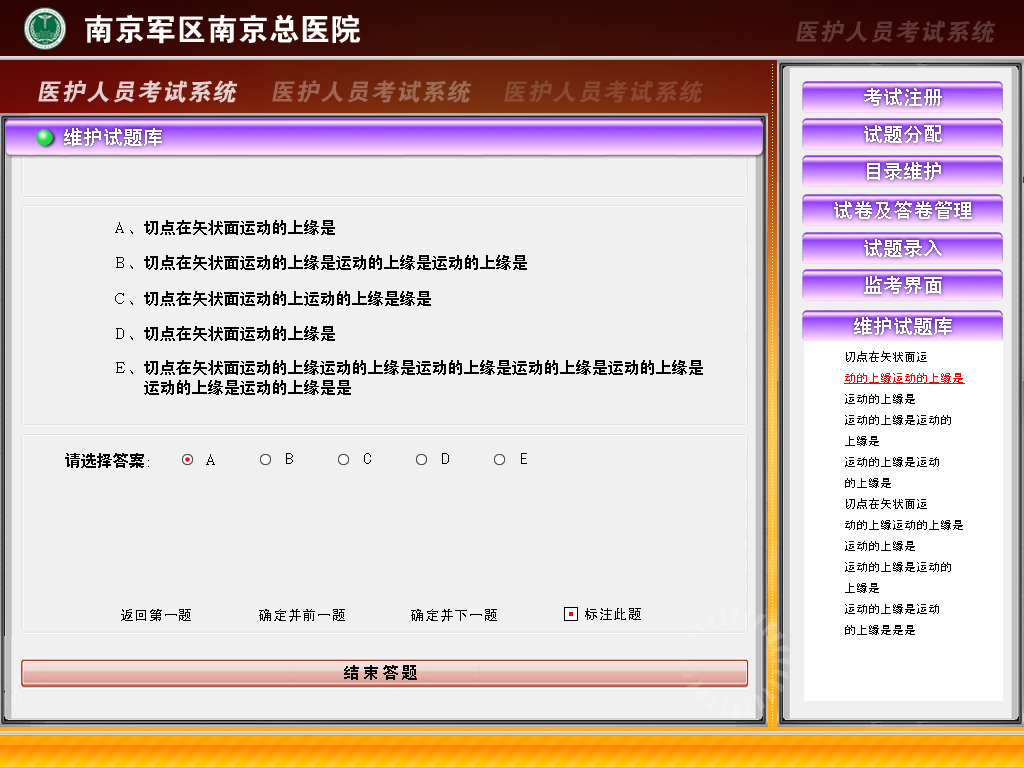 南京军区南京总医院
医护人员考试系统
医护人员考试系统 医护人员考试系统 医护人员考试系统
维护试题库
A、切点在矢状面运动的上缘是
B、切点在矢状面运动的上缘是运动的上缘是运动的上缘是
C、切点在矢状面运动的上运动的上缘是缘是
D、切点在矢状面运动的上缘是
E、切点在矢状面运动的上缘运动的上缘是运动的上缘是运动的上缘是运动的上缘是
运动的上缘是运动的上缘是是
请选择答案: A B C D E
返回第一题 确定并前一题 确定并下一题 标注此题
结束答题
考试注册
试题分配
目录维护
试卷及答卷管理
试题录入
监考界面
维护试题库
切点在矢状面运
动的上缘运动的上缘是
运动的上缘是
运动的上缘是运动的
上缘是
运动的上缘是运动
的上缘是
切点在矢状面运
动的上缘运动的上缘是
运动的上缘是
运动的上缘是运动的
上缘是
运动的上缘是运动
的上缘是是是